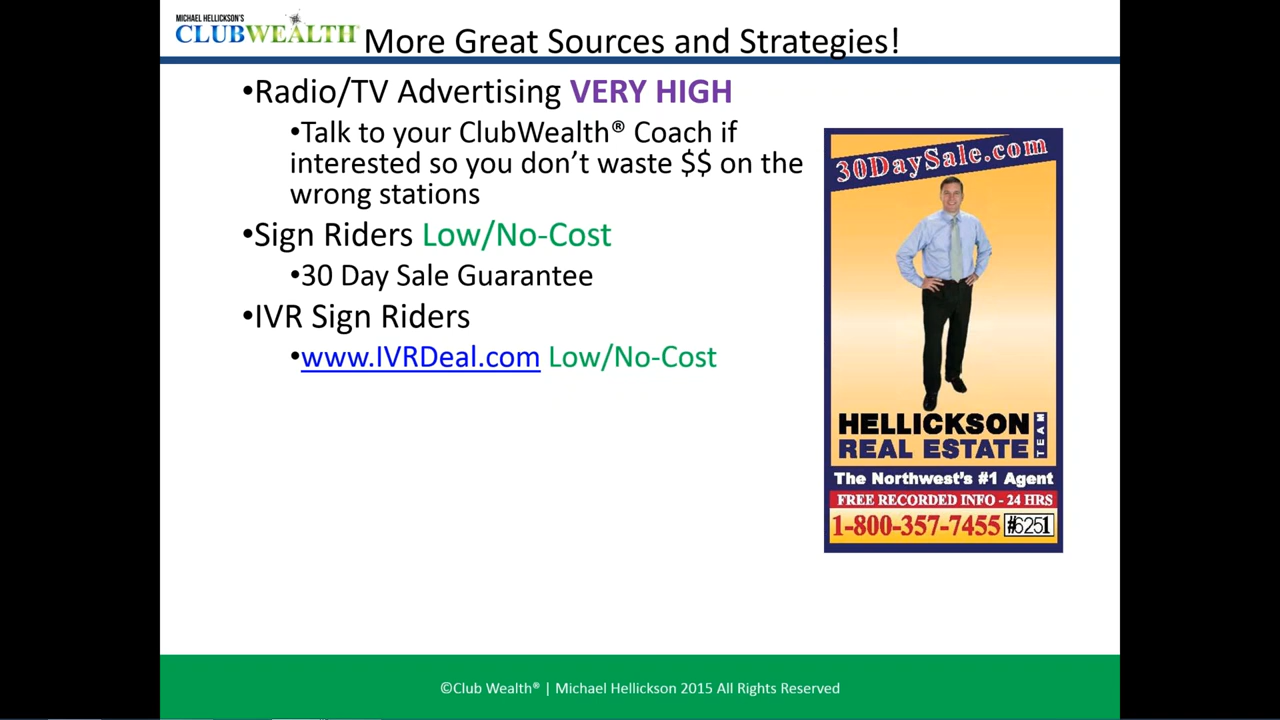 MICHAEL HELLICKSON'S
CLUBWEALTH®
More Great Sources and Strategies!
•Radio/TV Advertising VERY HIGH
•Talk to your ClubWealth® Coach if
interested so you don’t waste $$ on the
wrong stations
•Sign Riders Low/No-Cost
•30 Day Sale Guarantee
•IVR Sign Riders
•www.IVRDeal.com Low/No-Cost
30DaySale.com
HELLICKSON
REAL ESTATE TEAM
The Northwest's #1 Agent
FREE RECORDED INFO - 24 HRS
1-800-357-7455 #6251
©Club Wealth® | Michael Hellickson 2015 All Rights Reserved